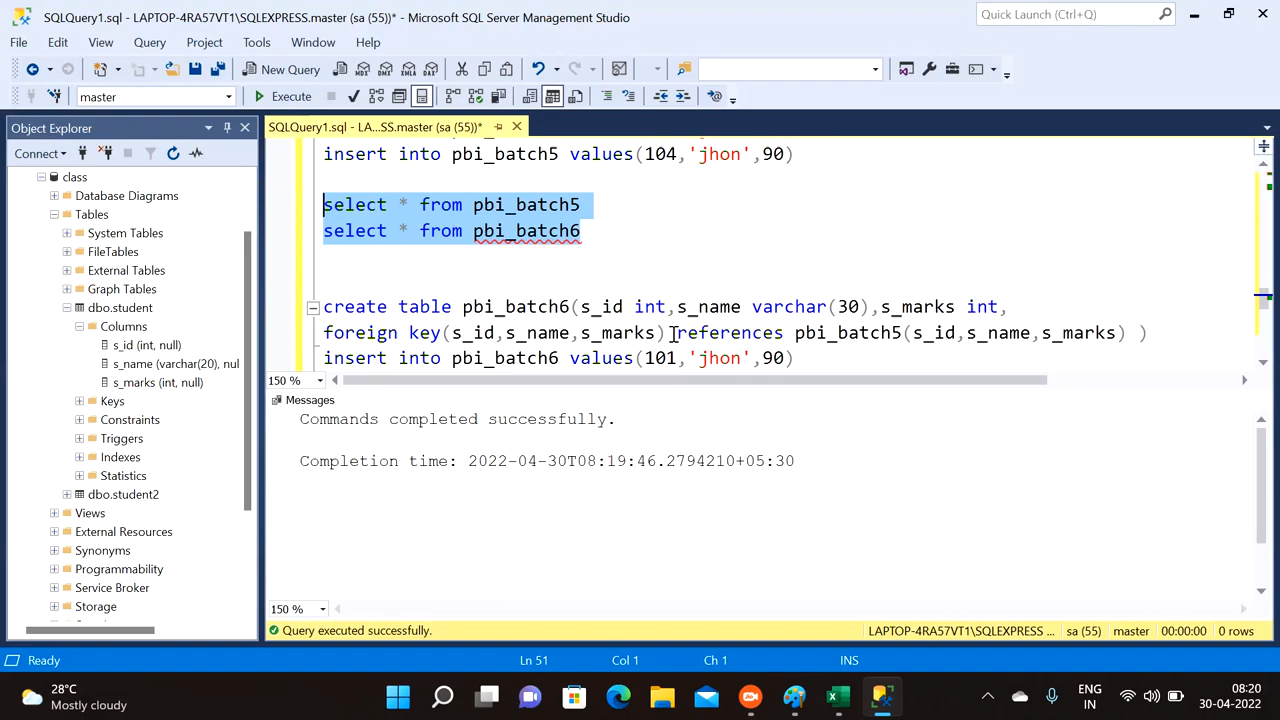 SQLQuery1.sql - LAPTOP-4RA57VT1\SQLEXPRESS.master (sa (55))* - Microsoft SQL Server Management Studio
Quick Launch (Ctrl+Q)
File Edit View Query Project Tools Window Help
New Query
MDX DMX XMLA DAX
master
Execute
Object Explorer
SQLQuery1.sql - LA...SS.master (sa (55))*
Connect
class
Database Diagrams
Tables
System Tables
FileTables
External Tables
Graph Tables
dbo.student
Columns
s_id (int, null)
s_name (varchar(20), nul
s_marks (int, null)
Keys
Constraints
Triggers
Indexes
Statistics
dbo.student2
Views
External Resources
Synonyms
Programmability
Service Broker
Storage
insert into pbi_batch5 values(104,'jhon',90)
select * from pbi_batch5
select * from pbi_batch6
create table pbi_batch6(s_id int,s_name varchar(30),s_marks int,
foreign key(s_id,s_name,s_marks) references pbi_batch5(s_id,s_name,s_marks) )
insert into pbi_batch6 values(101,'jhon',90)
150 %
Messages
Commands completed successfully.
Completion time: 2022-04-30T08:19:46.2794210+05:30
150 %
Query executed successfully.
LAPTOP-4RA57VT1\SQLEXPRESS ... sa (55) master 00:00:00 0 rows
Ready
Ln 51
Col 1
Ch 1
INS
28°C
Mostly cloudy
ENG
IN
08:20
30-04-2022